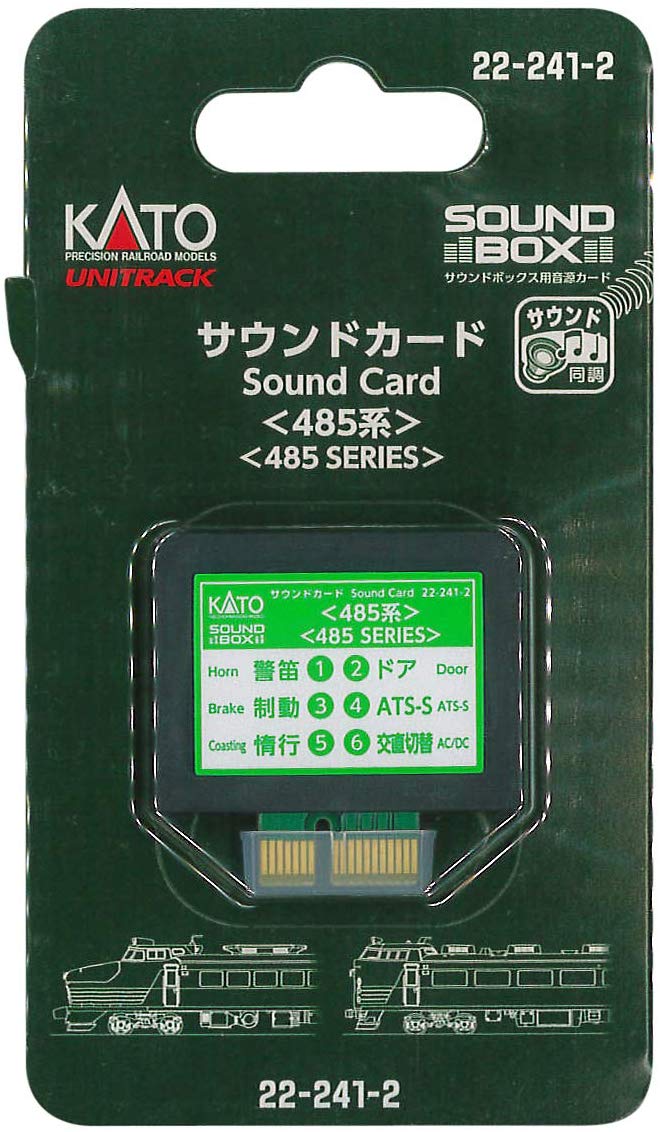 22-241-2
KATO
PRECISION RAILROAD MODELS
UNITRACK
SOUND
BOX
サウンドボックス用音源カード
サウンド
同調
サウンドカード
Sound Card
<485系>
<485 SERIES>
KATO
サウンドカード Sound Card 22-241-2
<485系>
SOUND
BOX
<485 SERIES>
Horn 警笛 1 2 ドア Door
Brake 制動 3 4 ATS-S ATS-S
Coasting 惰行 5 6 交直切替 AC/DC
22-241-2